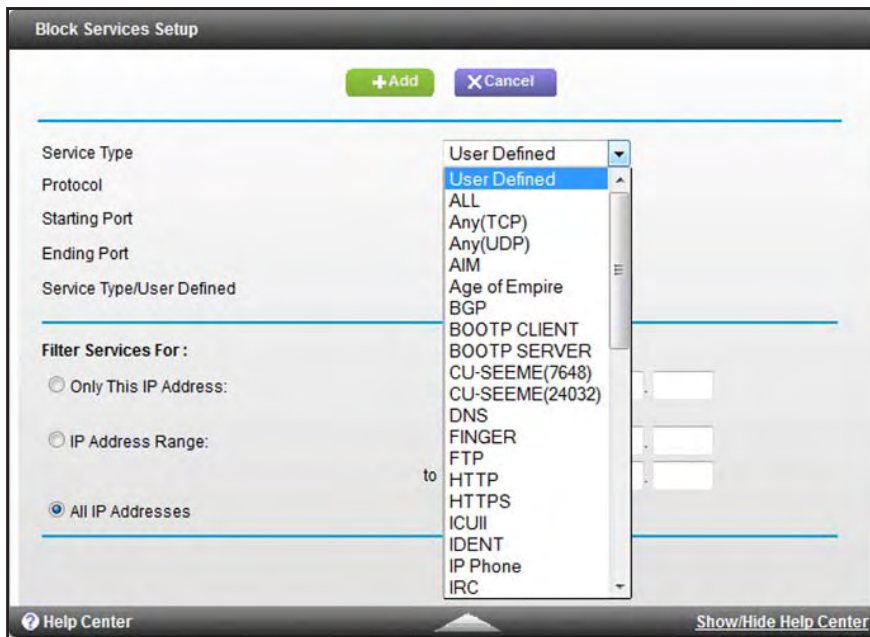 Block Services Setup
+Add
XCancel
Service Type
User Defined
Protocol
Starting Port
Ending Port
Service Type/User Defined
User Defined
ALL
Any(TCP)
Any(UDP)
AIM
Age of Empire
BGP
BOOTP CLIENT
BOOTP SERVER
CU-SEEME(7648)
CU-SEEME(24032)
DNS
FINGER
FTP
HTTP
HTTPS
ICUII
IDENT
IP Phone
IRC
Filter Services For :
Only This IP Address:
.
IP Address Range:
.
to
.
All IP Addresses
? Help Center
Show/Hide Help Center